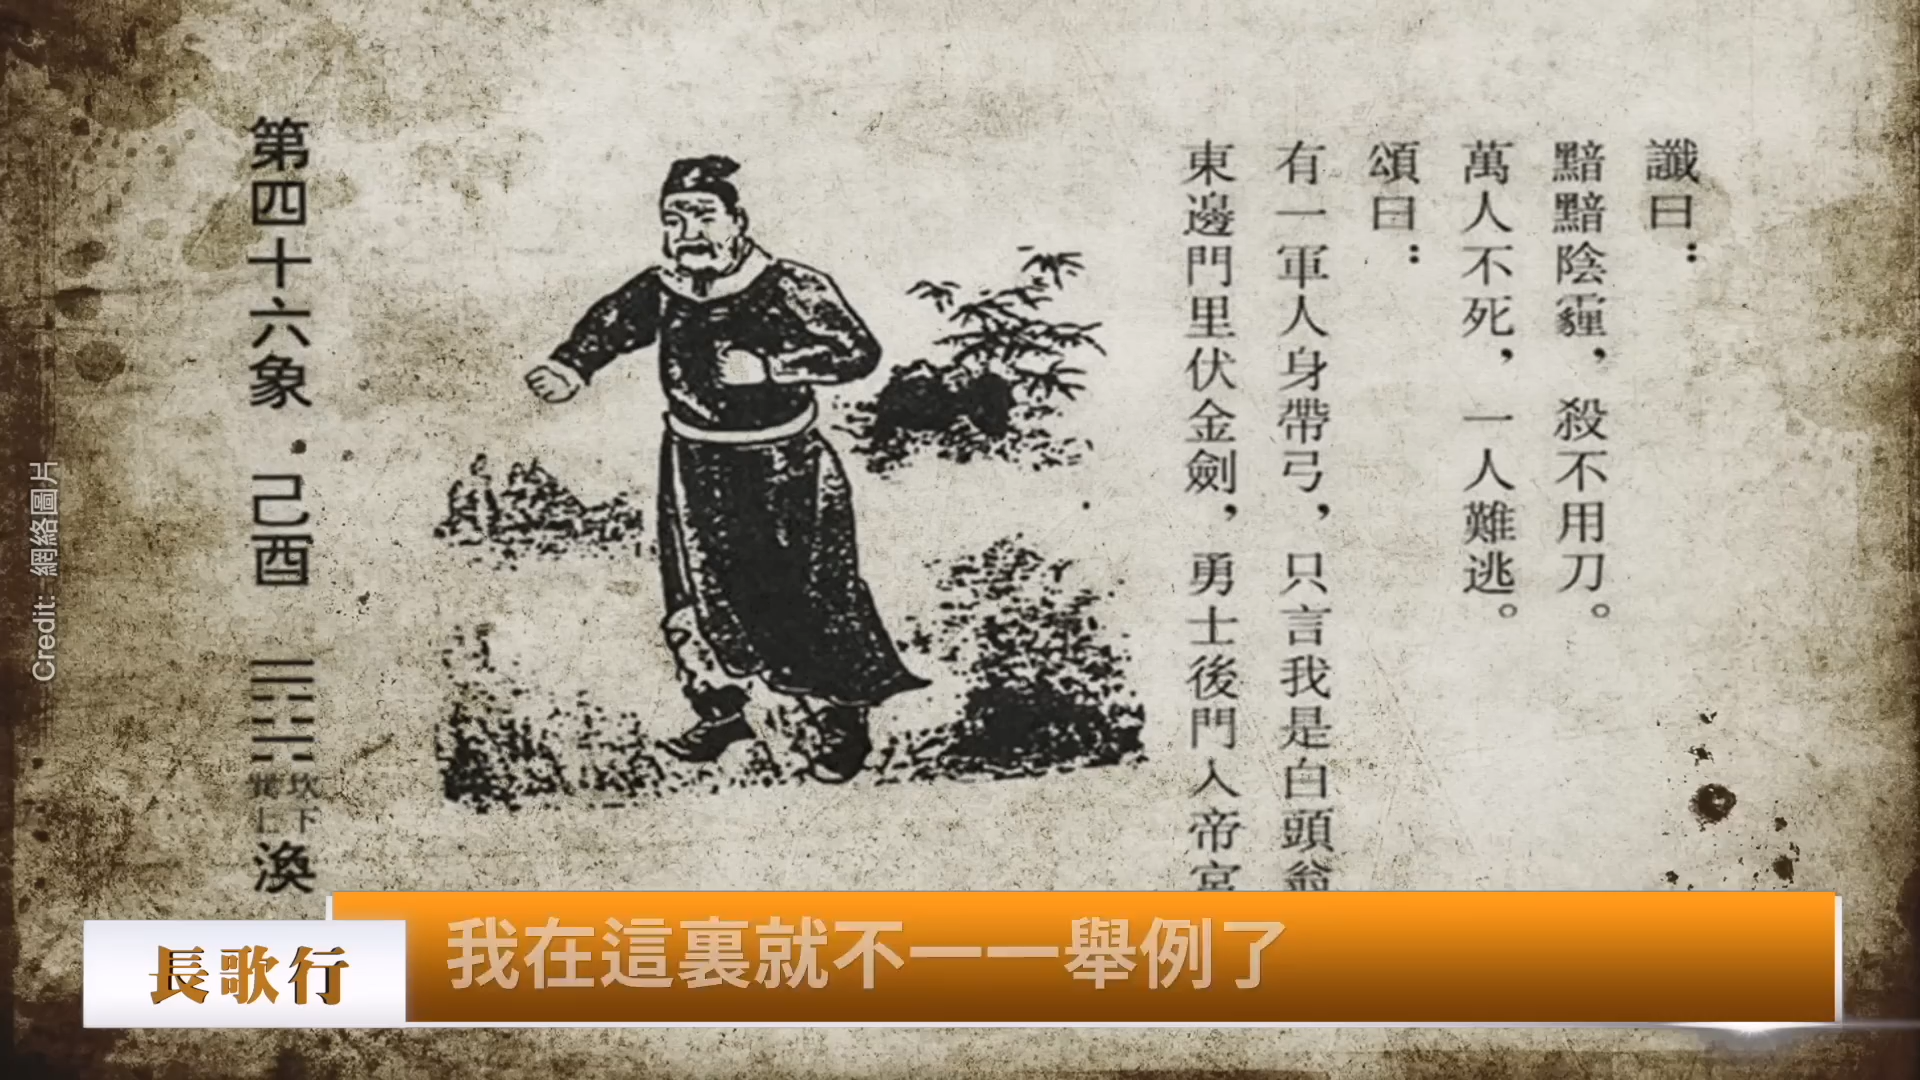 讖曰：
黯黯陰霾，殺不用刀。
萬人不死，一人難逃。
頌曰：
有一軍人身帶弓，只言我是白頭翁
東邊門里伏金劍，勇士後門入帝宮
第四十六象．己酉
坎下
渙
Credit: 網絡圖片
長歌行
我在這裏就不一一舉例了